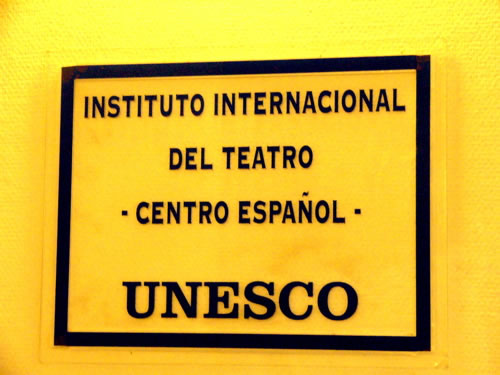 INSTITUTO INTERNACIONAL
DEL TEATRO
- CENTRO ESPAÑOL -
UNESCO